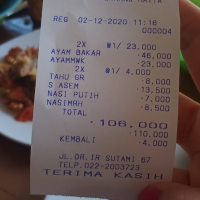 REG 02-12-2020 11:16
000004
2X @1/ 23,000
AYAM BAKAR -46,000
AYAMMWK -23,000
2X @1/ 4,000
TAHU GR -8,000
S ASEM -13,500
NASI PUTIH -7,000
NASIMRH -8,500
TOTAL
-106,000
-110,000
KEMBALI -4,000
JL.DR.IR SUTAMI 87
TELP.022-2003723
TERIMA KASIH